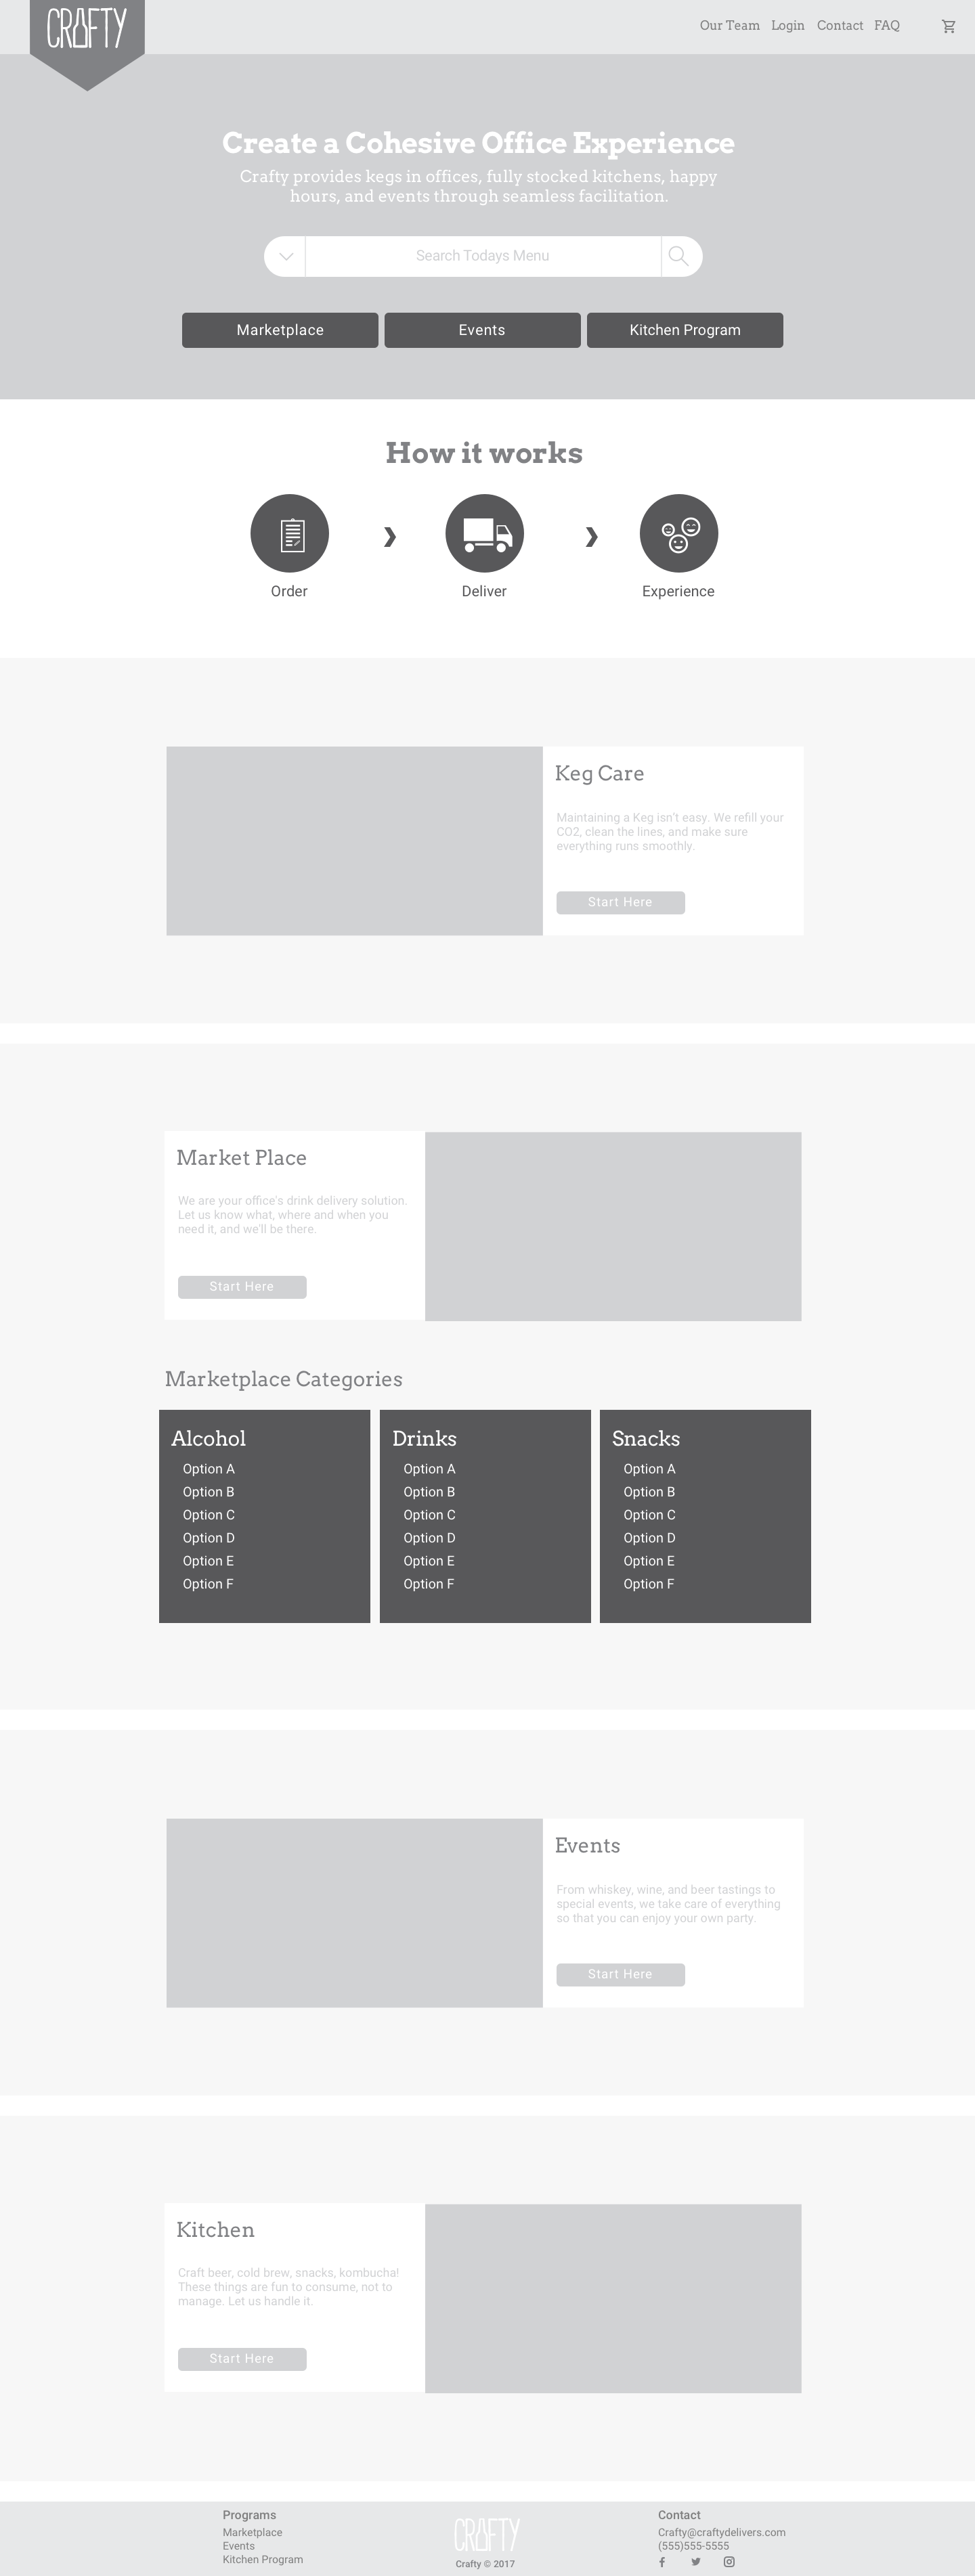 CRAFTY
Our Team Login Contact FAQ
Create a Cohesive Office Experience
Crafty provides kegs in offices, fully stocked kitchens, happy
hours, and events through seamless facilitation.
Search Todays Menu
Marketplace Events Kitchen Program
How it works
Order Deliver Experience
Keg Care
Maintaining a Keg isn't easy. We refill your
CO2, clean the lines, and make sure
everything runs smoothly.
Start Here
Market Place
We are your office's drink delivery solution.
Let us know what, where and when you
need it, and we'll be there.
Start Here
Marketplace Categories
Alcohol
Option A
Option B
Option C
Option D
Option E
Option F
Drinks
Option A
Option B
Option C
Option D
Option E
Option F
Snacks
Option A
Option B
Option C
Option D
Option E
Option F
Events
From whiskey, wine, and beer tastings to
special events, we take care of everything
so that you can enjoy your own party.
Start Here
Kitchen
Craft beer, cold brew, snacks, kombucha!
These things are fun to consume, not to
manage. Let us handle it.
Start Here
Programs
Marketplace
Events
Kitchen Program
CRAFTY
Crafty © 2017
Contact
Crafty@craftydelivers.com
(555)555-5555